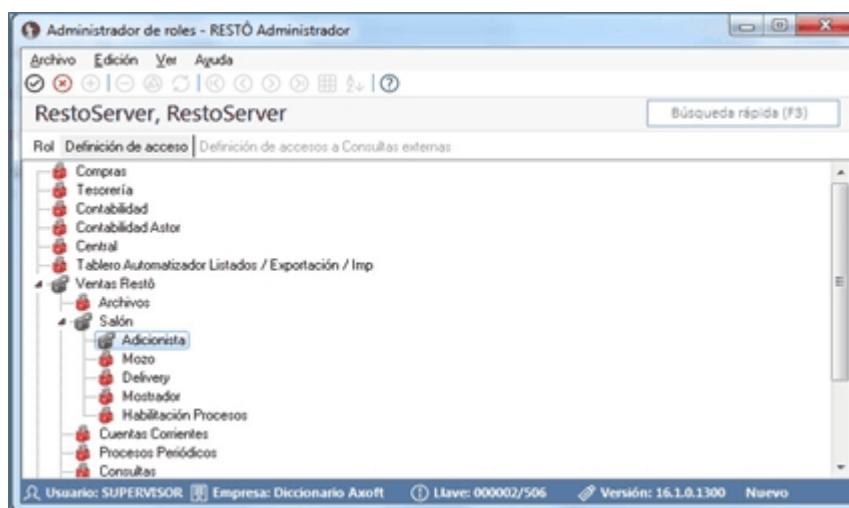 Administrador de roles - RESTÔ Administrador
Archivo Edición Ver Ayuda
RestoServer, RestoServer
Búsqueda rápida (F3)
Rol Definición de acceso Definición de accesos a Consultas externas
Compras
Tesorería
Contabilidad
Contabilidad Astor
Central
Tablero Automatizador Listados / Exportación / Imp
Ventas Restô
Archivos
Salón
Adicionista
Mozo
Delivery
Mostrador
Habilitación Procesos
Cuentas Corrientes
Procesos Periódicos
Consultas
Usuario: SUPERVISOR Empresa: Diccionario Axoft Llave: 000002/506 Versión: 16.1.0.1300 Nuevo